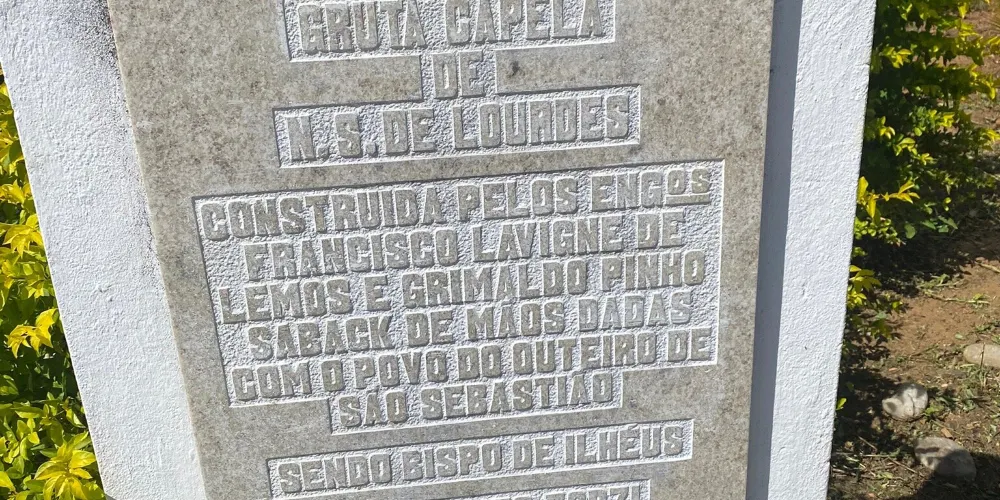 GRUTA CAPELA
DE
N.S. DE LOURDES
CONSTRUIDA PELOS ENGOS
FRANCISCO LAVIGNE DE
LEMOS E GRIMALDO PINHO
SABACK DE MÃOS DADAS
COM O POVO DO OUTEIRO DE
SÃO SEBASTIÃO
SENDO BISPO DE ILHÉUS